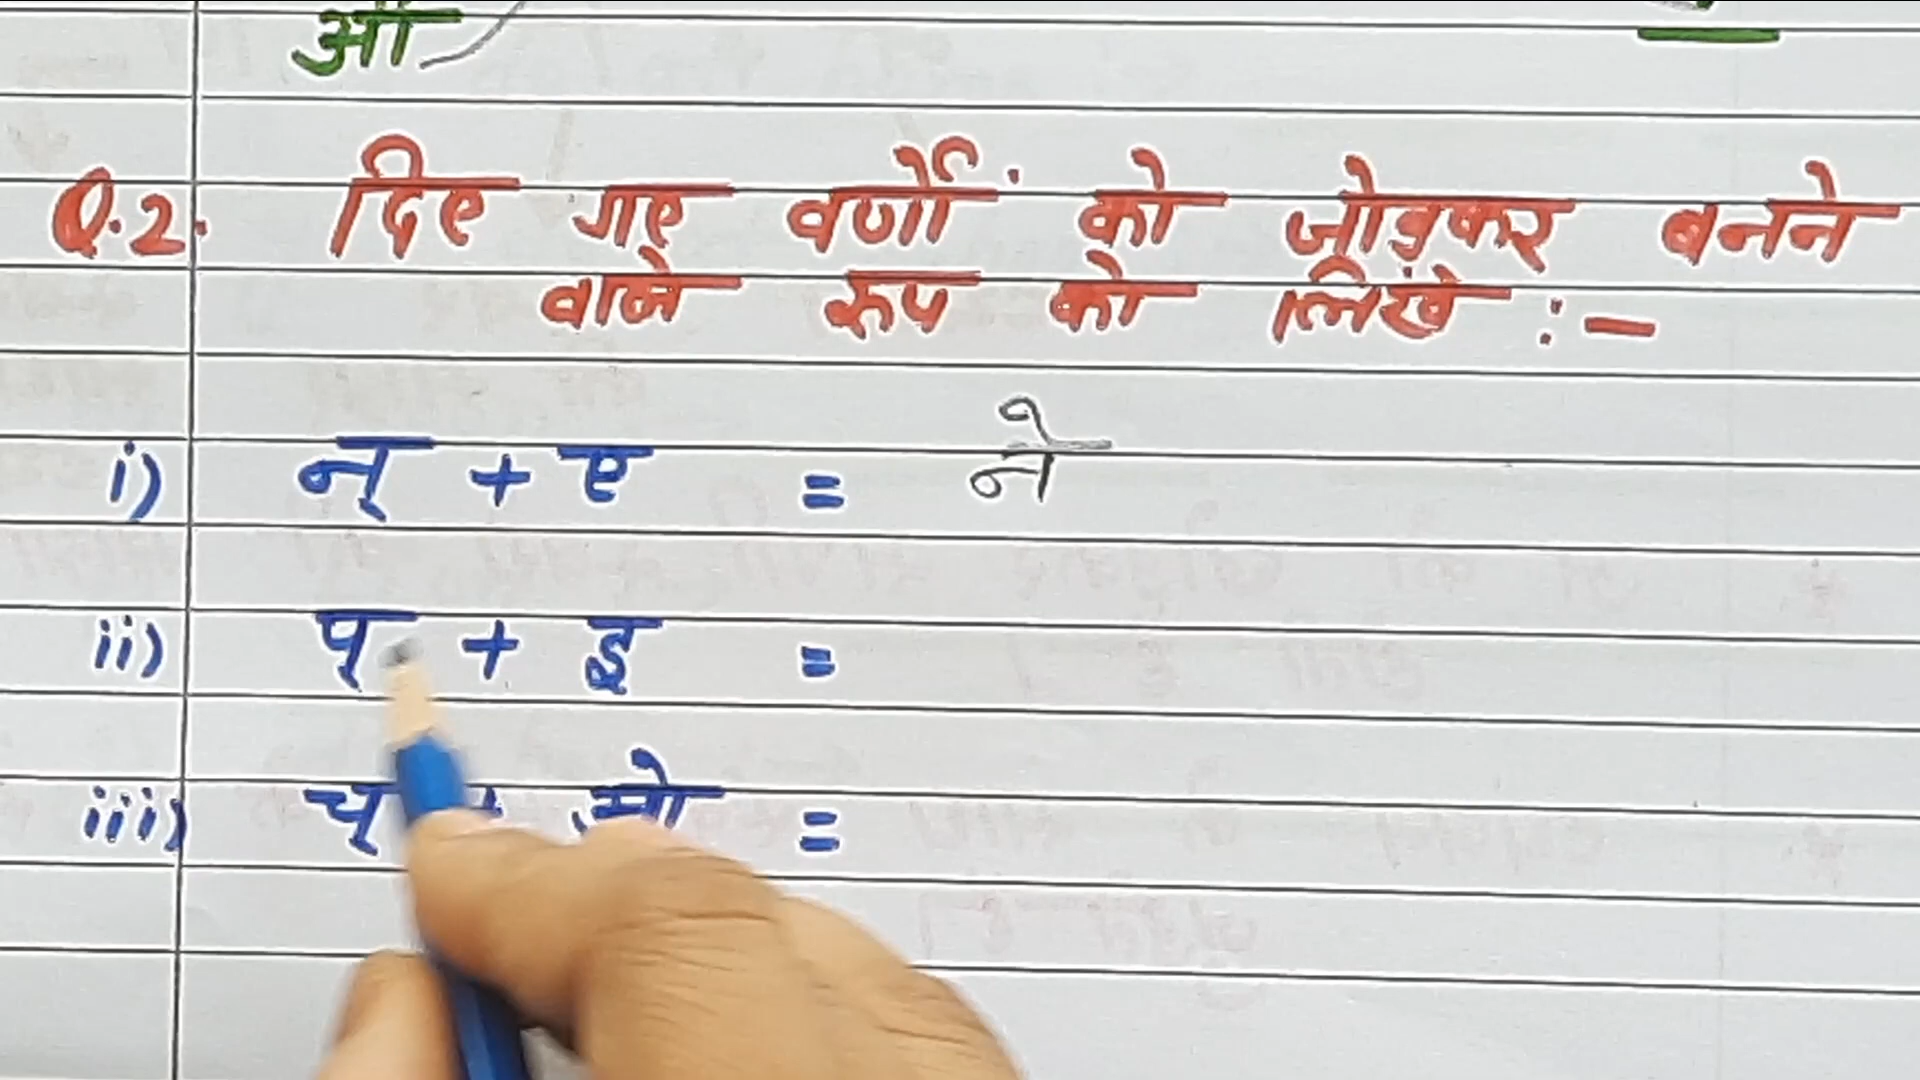 औ
Q.2. दिए गए वर्णों को जोड़कर बनने
वाले रूप को लिखें :-
i) न् + ए = ने
ii) प् + इ =
iii) च् + ओ =